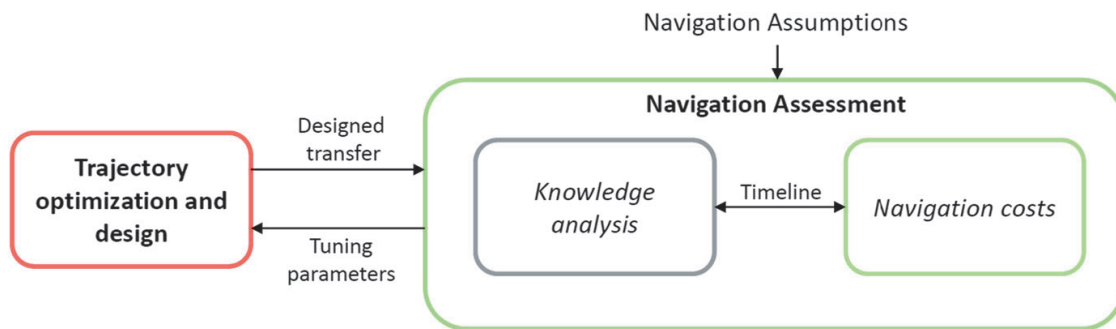 Navigation Assumptions
Navigation Assessment
Designed
transfer
Trajectory
optimization and
design
Knowledge
analysis
Timeline
Navigation costs
Tuning
parameters